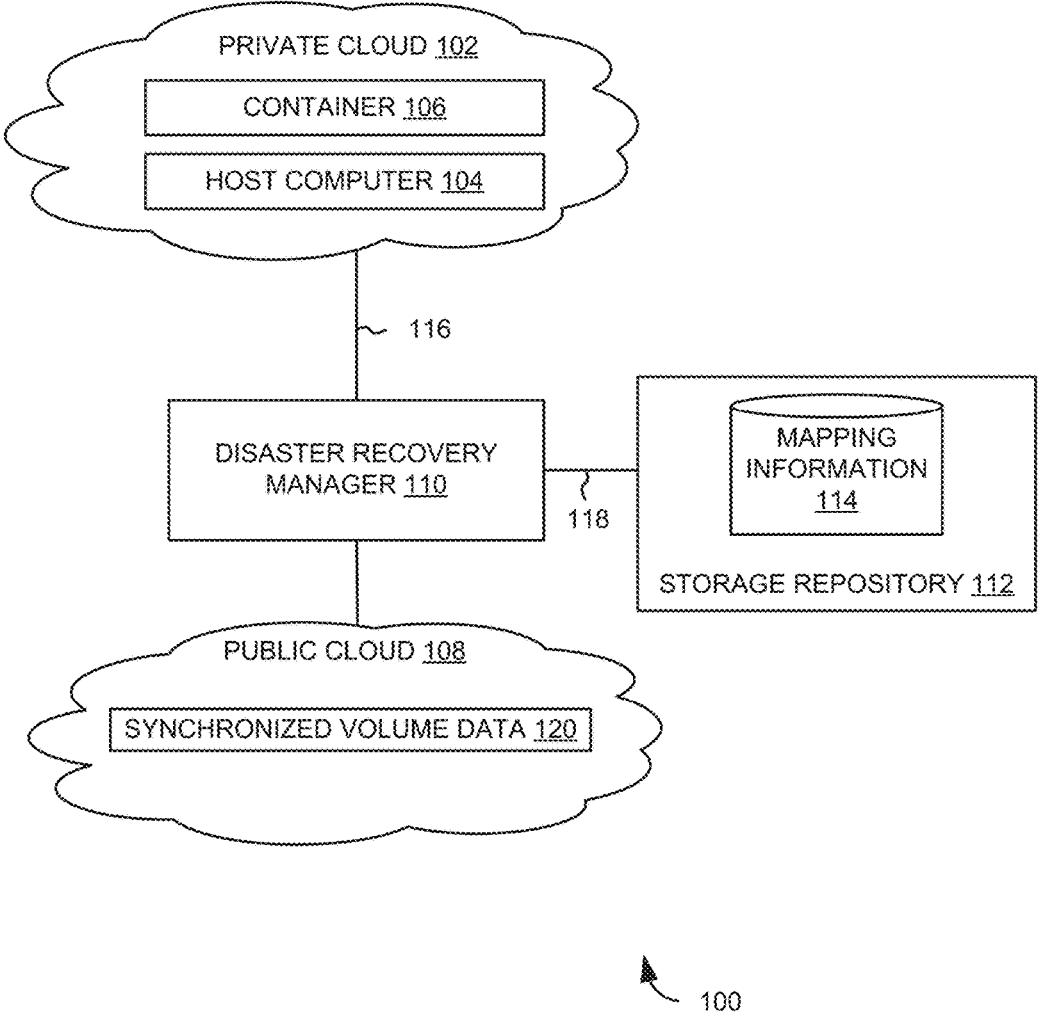 PRIVATE CLOUD 102
CONTAINER 106
HOST COMPUTER 104
116
DISASTER RECOVERY
MANAGER 110
118
MAPPING
INFORMATION
114
STORAGE REPOSITORY 112
PUBLIC CLOUD 108
SYNCHRONIZED VOLUME DATA 120
100